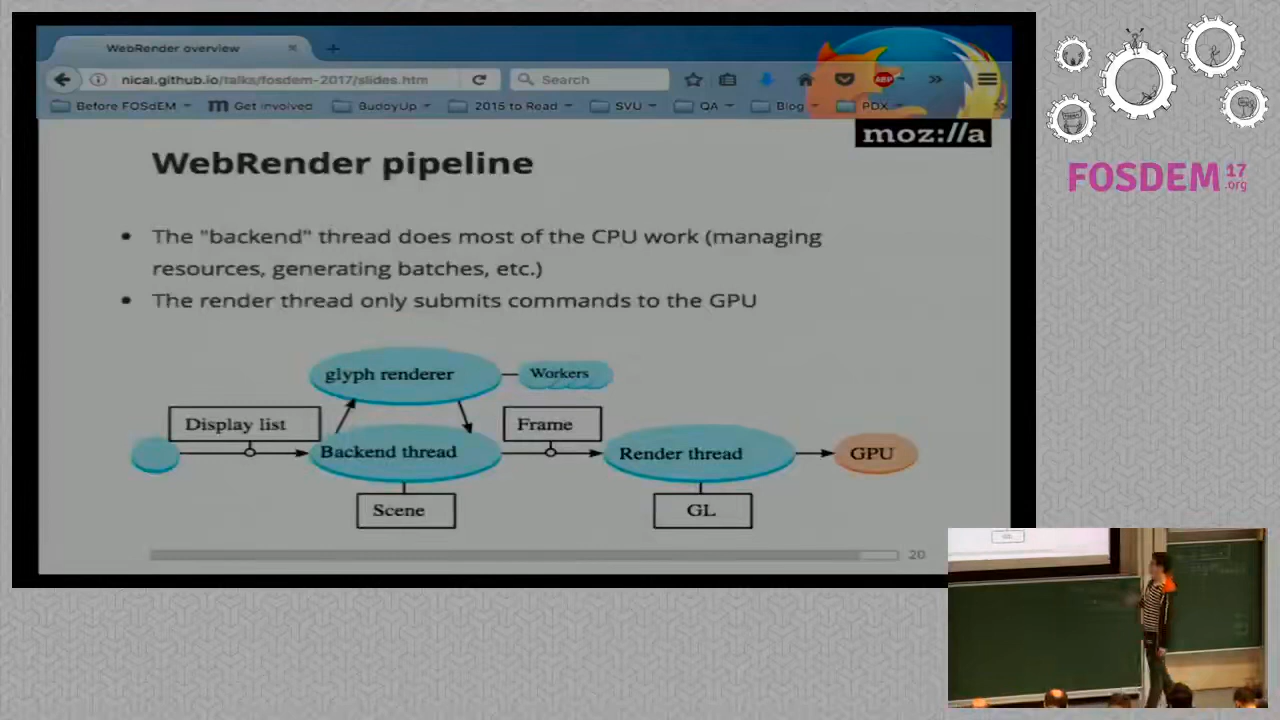 WebRender overview
nical.github.io/talks/fosdem-2017/slides.htm
Search
ABP
Before FOSdEM
Get Involved
BudgyUp
2015 to Read
SVU
QA
Blog
PDX
moz://a
FOSDEM 17 .org
WebRender pipeline
The "backend" thread does most of the CPU work (managing
resources, generating batches, etc.)
The render thread only submits commands to the GPU
glyph renderer
Workers
Display list
Frame
Backend thread
Render thread
GPU
Scene
GL
20